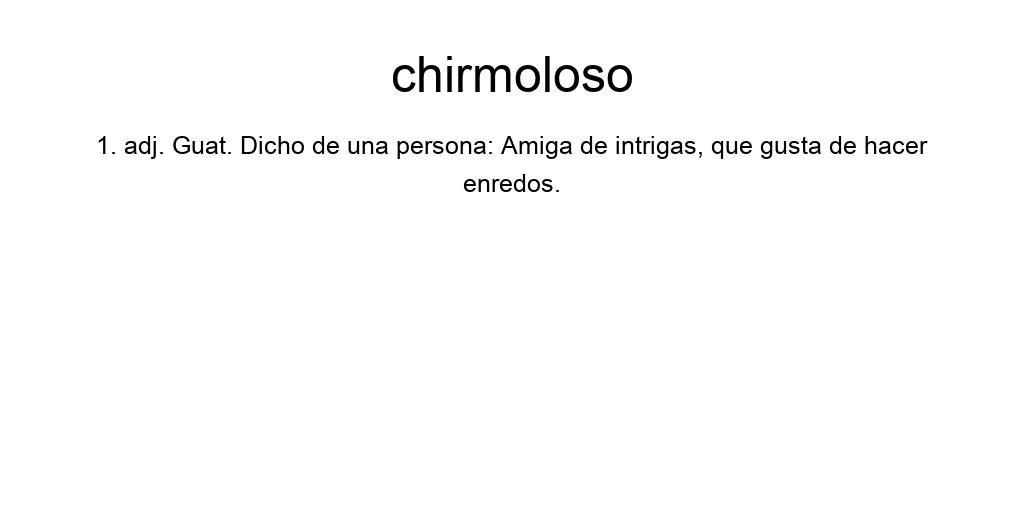 chirmoloso
1. adj. Guat. Dicho de una persona: Amiga de intrigas, que gusta de hacer
enredos.